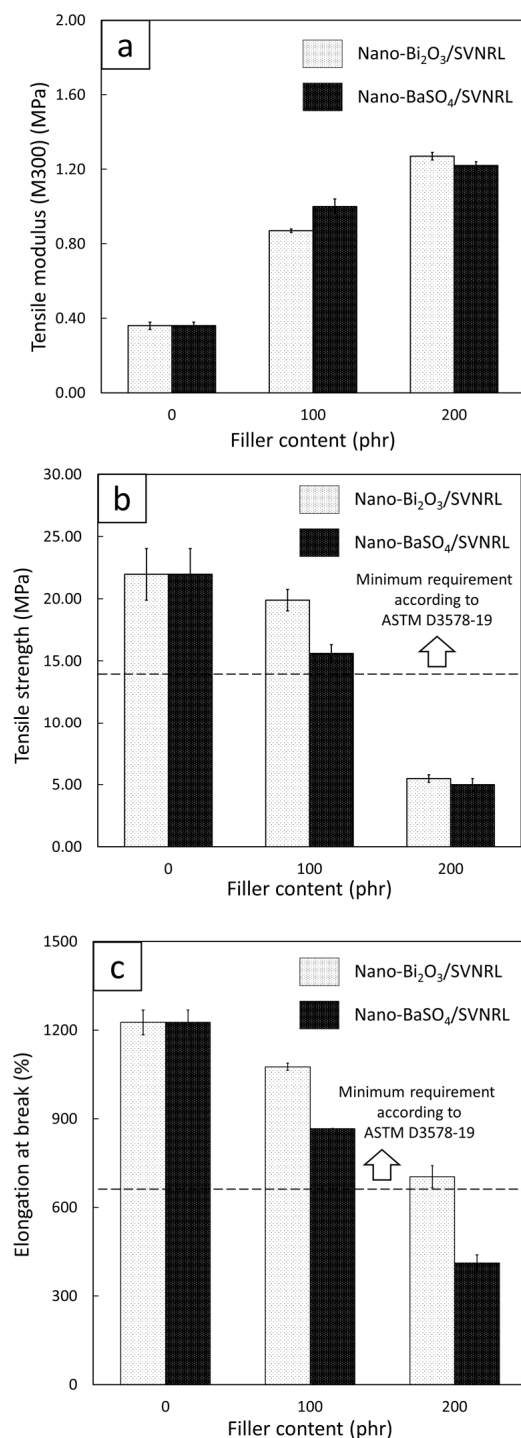 a
Nano-Bi₂O₃/SVNRL
Nano-BaSO₄/SVNRL
Tensile modulus (M300) (MPa)
2.00
1.60
1.20
0.80
0.40
0.00
0 100 200
Filler content (phr)
b
Nano-Bi₂O₃/SVNRL
Nano-BaSO₄/SVNRL
Minimum requirement
according to
ASTM D3578-19
Tensile strength (MPa)
30.00
25.00
20.00
15.00
10.00
5.00
0.00
0 100 200
Filler content (phr)
c
Nano-Bi₂O₃/SVNRL
Nano-BaSO₄/SVNRL
Minimum requirement
according to
ASTM D3578-19
Elongation at break (%)
1500
1200
900
600
300
0
0 100 200
Filler content (phr)